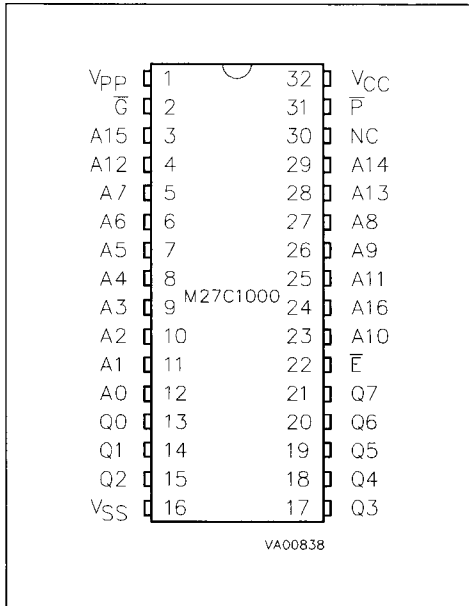 VPP 1 32 VCC
G̅ 2 31 P̅
A15 3 30 NC
A12 4 29 A14
A7 5 28 A13
A6 6 27 A8
A5 7 26 A9
A4 8 25 A11
M27C1000
A3 9 24 A16
A2 10 23 A10
A1 11 22 E̅
A0 12 21 Q7
Q0 13 20 Q6
Q1 14 19 Q5
Q2 15 18 Q4
VSS 16 17 Q3
VA00838